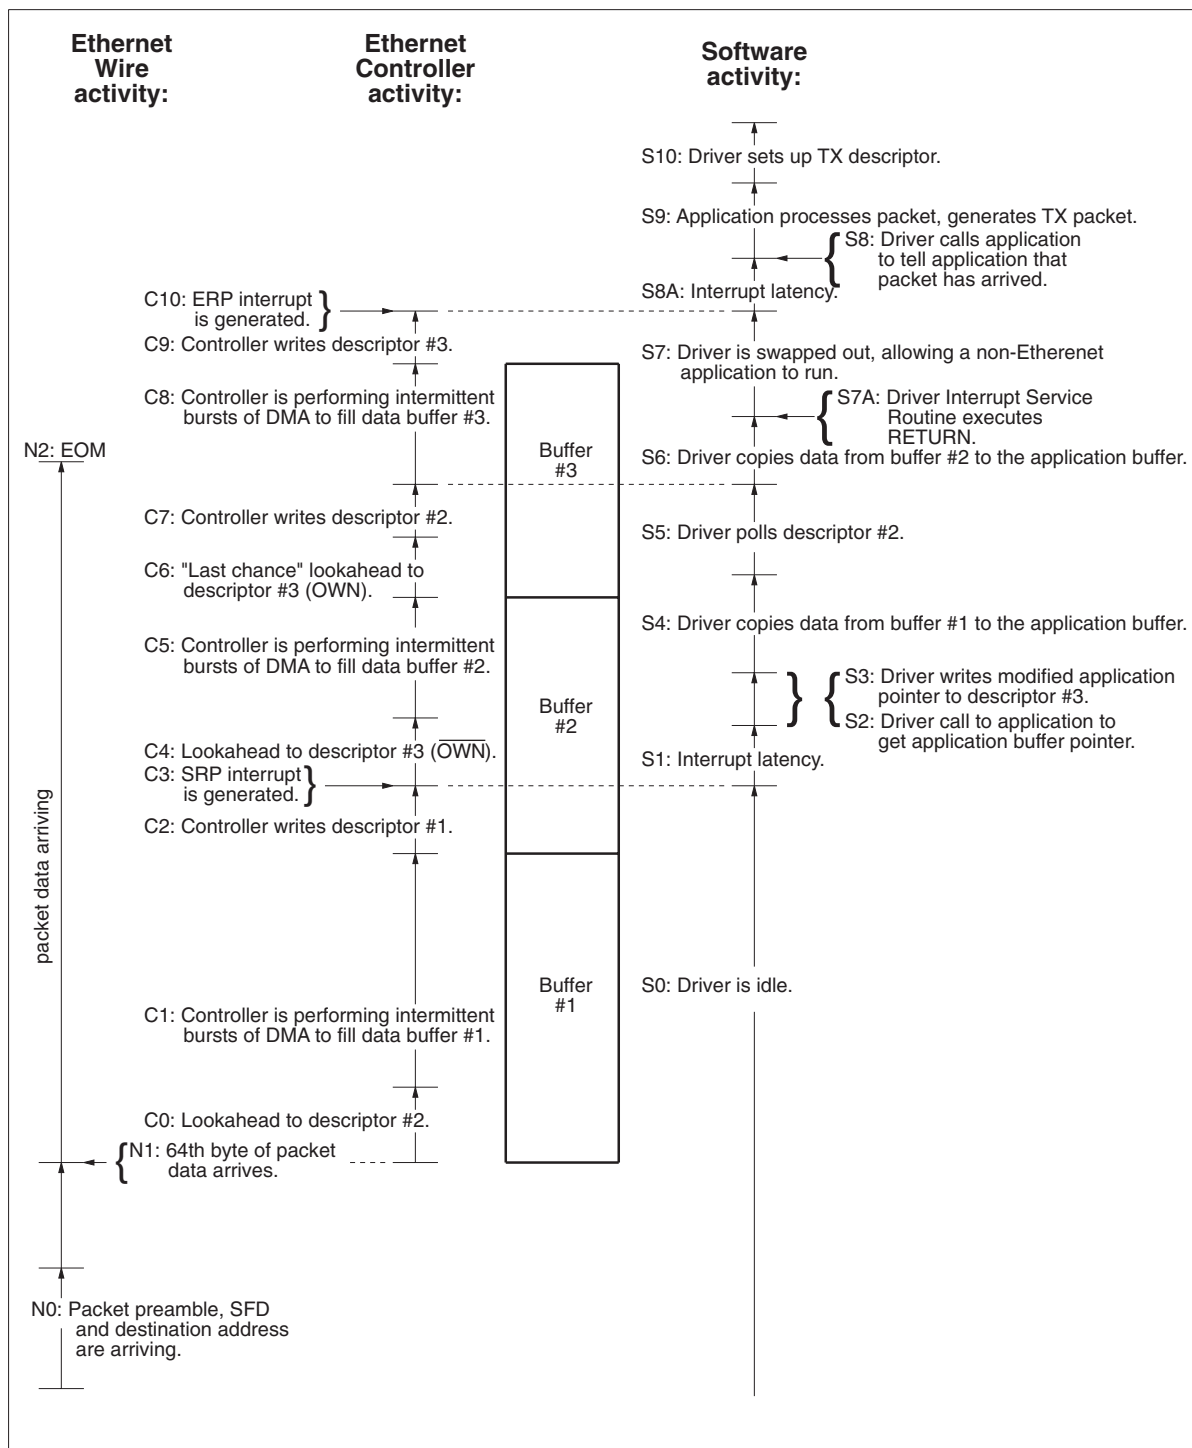 Ethernet
Wire
activity:
Ethernet
Controller
activity:
Software
activity:
S10: Driver sets up TX descriptor.
S9: Application processes packet, generates TX packet.
S8: Driver calls application
to tell application that
packet has arrived.
S8A: Interrupt latency.
C10: ERP interrupt
is generated.
C9: Controller writes descriptor #3.
S7: Driver is swapped out, allowing a non-Etherenet
application to run.
C8: Controller is performing intermittent
bursts of DMA to fill data buffer #3.
S7A: Driver Interrupt Service
Routine executes
RETURN.
N2: EOM
Buffer
#3
S6: Driver copies data from buffer #2 to the application buffer.
C7: Controller writes descriptor #2.
S5: Driver polls descriptor #2.
C6: "Last chance" lookahead to
descriptor #3 (OWN).
S4: Driver copies data from buffer #1 to the application buffer.
C5: Controller is performing intermittent
bursts of DMA to fill data buffer #2.
S3: Driver writes modified application
pointer to descriptor #3.
Buffer
#2
S2: Driver call to application to
get application buffer pointer.
C4: Lookahead to descriptor #3 (OWN).
S1: Interrupt latency.
C3: SRP interrupt
is generated.
C2: Controller writes descriptor #1.
packet data arriving
Buffer
#1
S0: Driver is idle.
C1: Controller is performing intermittent
bursts of DMA to fill data buffer #1.
C0: Lookahead to descriptor #2.
N1: 64th byte of packet
data arrives.
N0: Packet preamble, SFD
and destination address
are arriving.